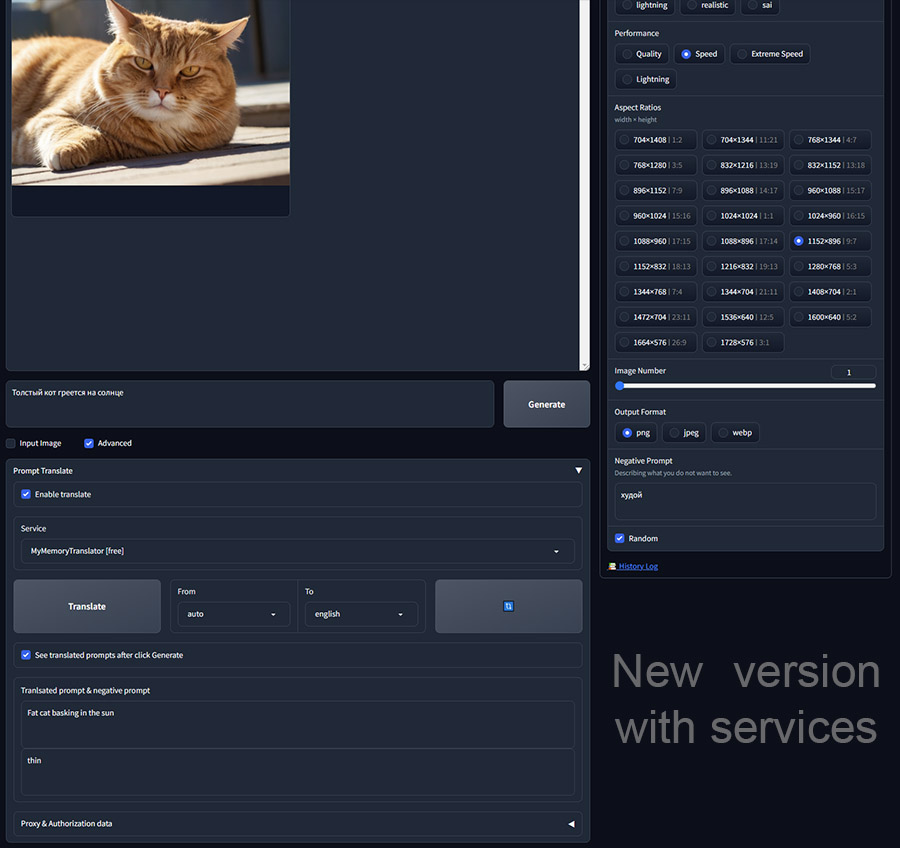 lightning
realistic
sai
Performance
Quality
Speed
Extreme Speed
Lightning
Aspect Ratios
width × height
704×1408 | 1:2
704×1344 | 11:21
768×1344 | 4:7
768×1280 | 3:5
832×1216 | 13:19
832×1152 | 13:18
896×1152 | 7:9
896×1088 | 14:17
960×1088 | 15:17
960×1024 | 15:16
1024×1024 | 1:1
1024×960 | 16:15
1088×960 | 17:15
1088×896 | 17:14
1152×896 | 9:7
1152×832 | 18:13
1216×832 | 19:13
1280×768 | 5:3
1344×768 | 7:4
1344×704 | 21:11
1408×704 | 2:1
1472×704 | 23:11
1536×640 | 12:5
1600×640 | 5:2
1664×576 | 26:9
1728×576 | 3:1
Image Number
1
Output Format
png
jpeg
webp
Negative Prompt
Describing what you do not want to see.
худой
Random
History Log
Толстый кот греется на солнце
Generate
Input Image
Advanced
Prompt Translate
Enable translate
Service
MyMemoryTranslator [free]
Translate
From
auto
To
english
See translated prompts after click Generate
Tranlsated prompt & negative prompt
Fat cat basking in the sun
thin
Proxy & Authorization data
New version
with services